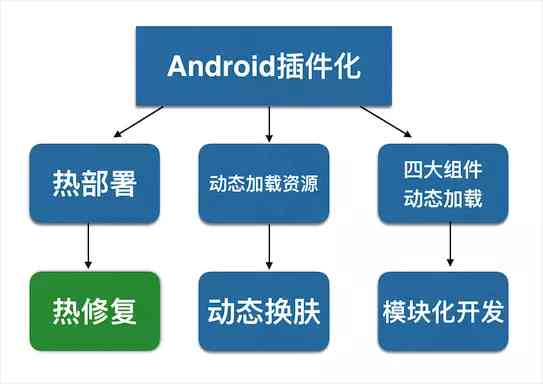 Android插件化
热部署
动态加载资源
四大组件
动态加载
热修复
动态换肤
模块化开发